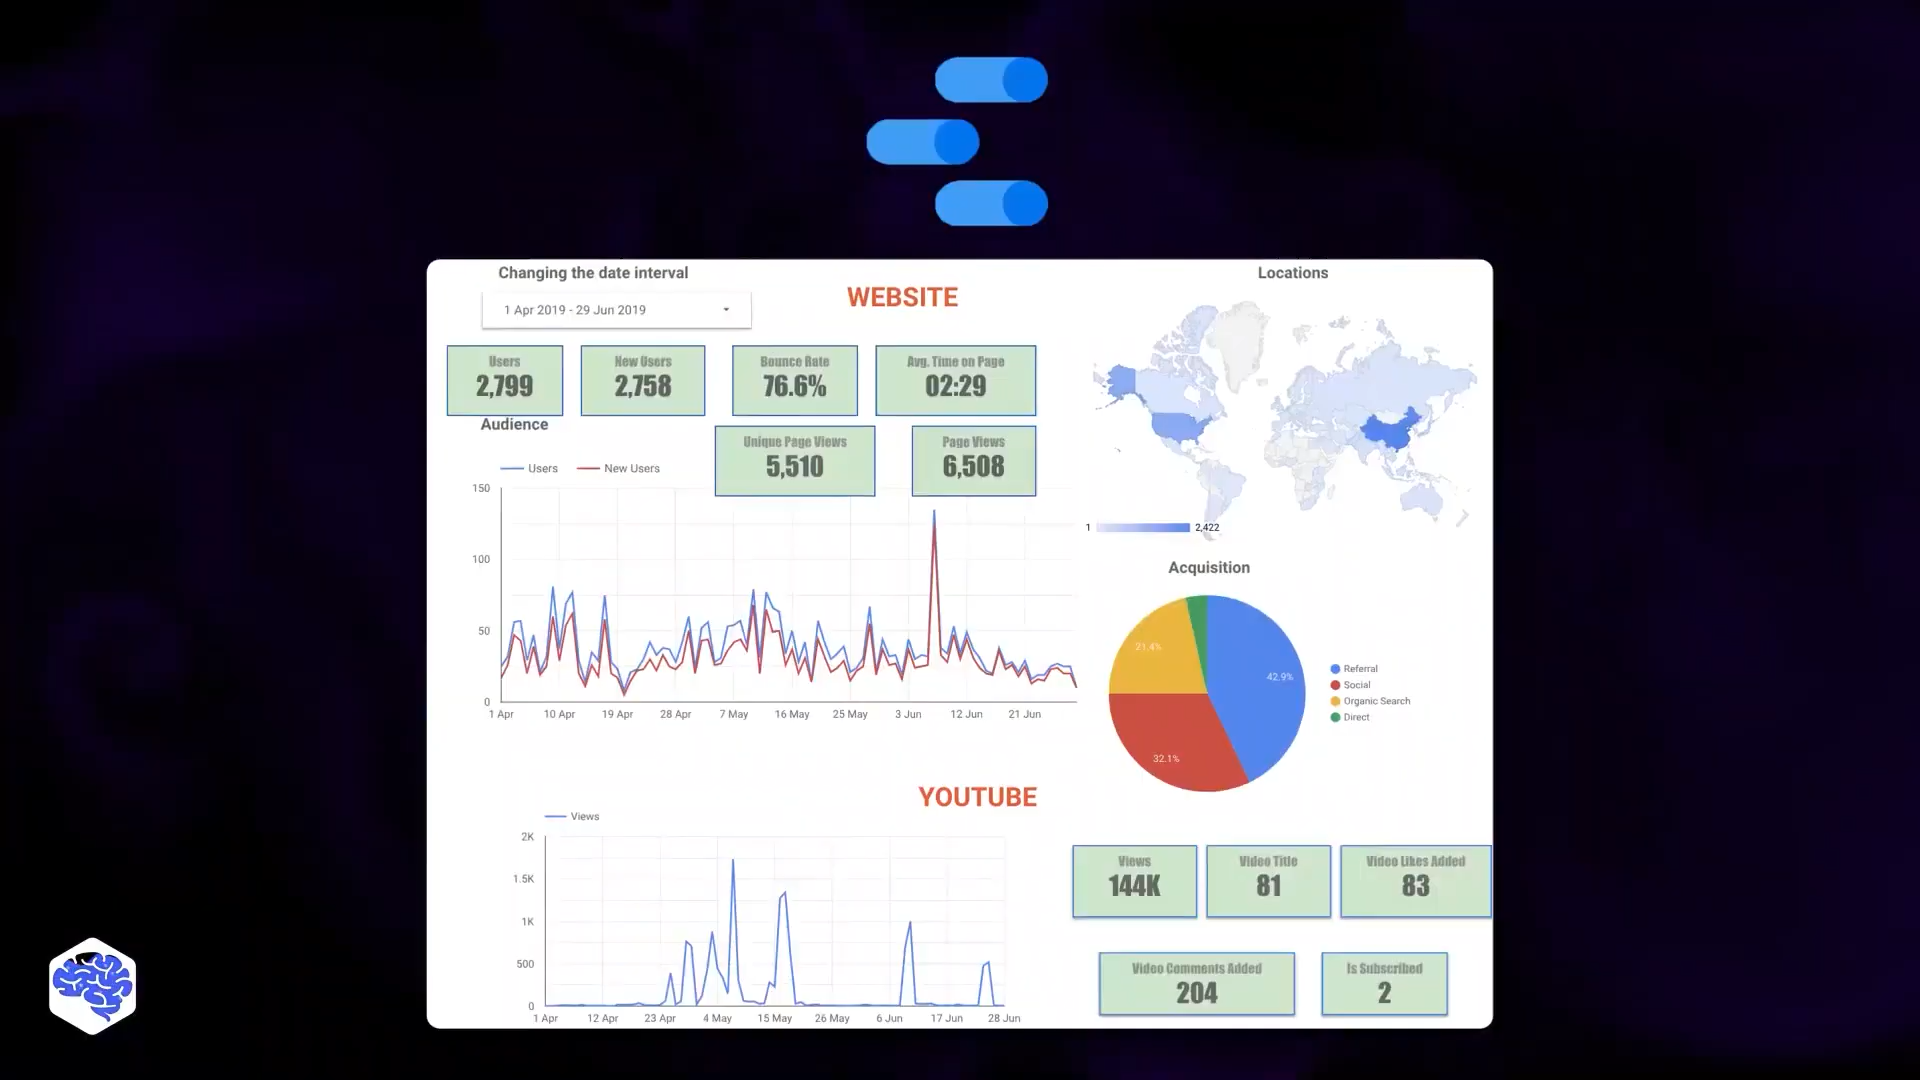 Changing the date interval
1 Apr 2019 - 29 Jun 2019
WEBSITE
Locations
Users
2,799
New Users
2,758
Bounce Rate
76.6%
Avg. Time on Page
02:29
Audience
Unique Page Views
5,510
Page Views
6,508
Users New Users
150
100
50
0
1 Apr 10 Apr 19 Apr 28 Apr 7 May 16 May 25 May 3 Jun 12 Jun 21 Jun
1 2,422
Acquisition
21.4%
42.9%
32.1%
Referral
Social
Organic Search
Direct
YOUTUBE
Views
2K
1.5K
1K
500
0
1 Apr 12 Apr 23 Apr 4 May 15 May 26 May 6 Jun 17 Jun 28 Jun
Views
144K
Video Title
81
Video Likes Added
83
Video Comments Added
204
Is Subscribed
2